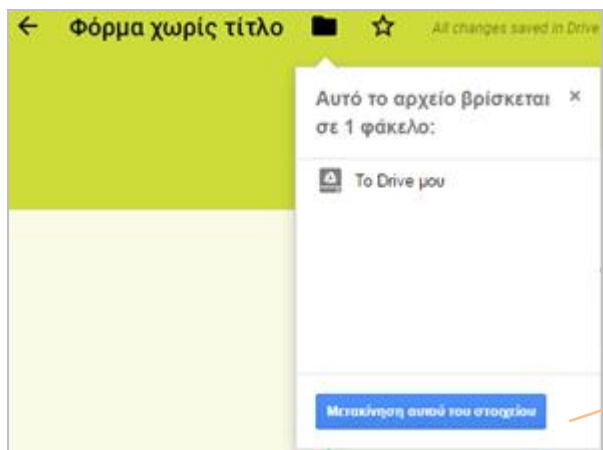 Φόρμα χωρίς τίτλο All changes saved in Drive
Αυτό το αρχείο βρίσκεται
σε 1 φάκελο:
Το Drive μου
Μετακίνηση αυτού του στοιχείου